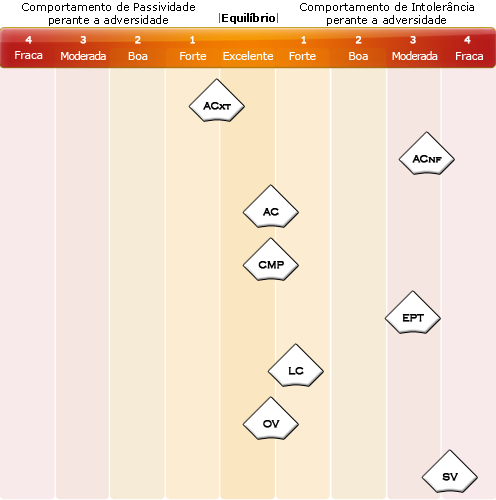 Comportamento de Passividade
perante a adversidade
|Equilíbrio|
Comportamento de Intolerância
perante a adversidade
4 3 2 1 1 2 3 4
Fraca Moderada Boa Forte Excelente Forte Boa Moderada Fraca
ACXT
ACNF
AC
CMP
EPT
LC
OV
SV